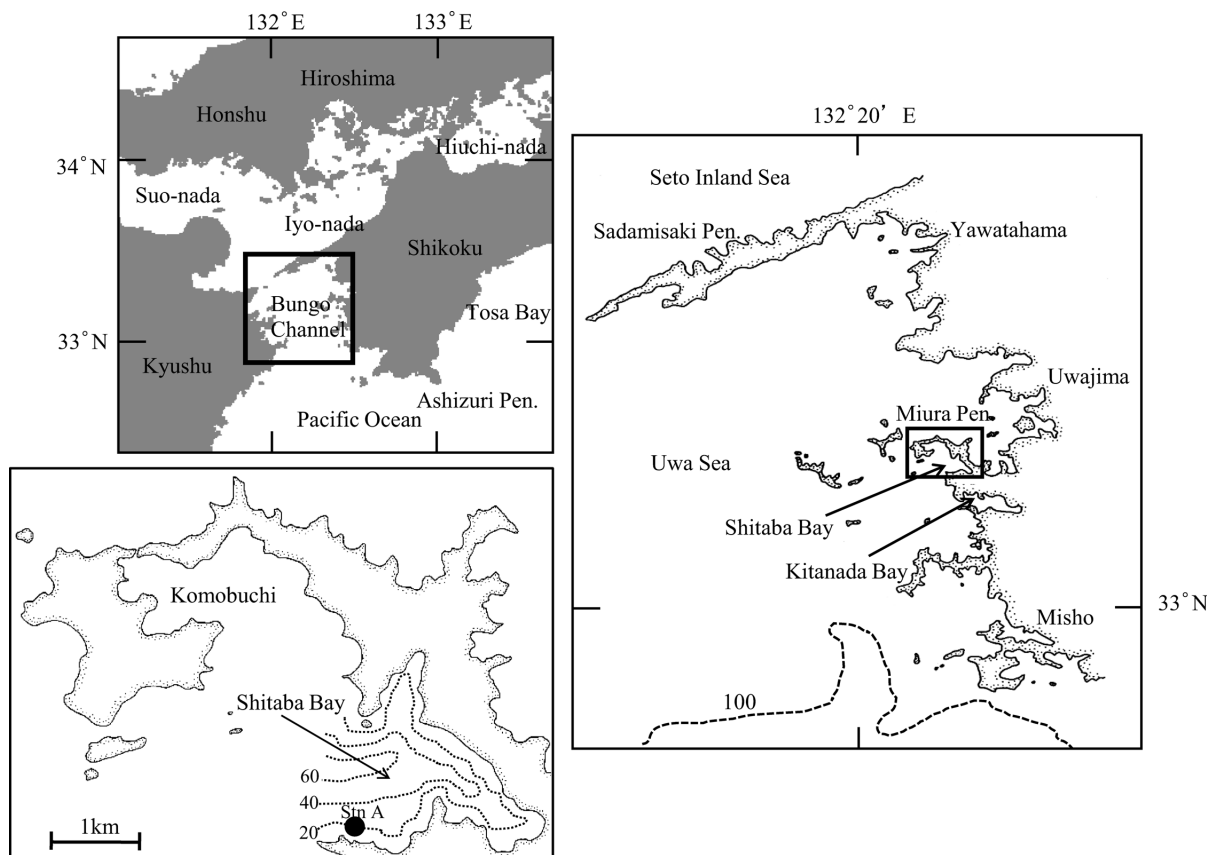 132°E
133°E
Hiroshima
Honshu
Hiuchi-nada
34°N
Suo-nada
Iyo-nada
Shikoku
Bungo
Channel
Tosa Bay
33°N
Kyushu
Ashizuri Pen.
Pacific Ocean
132°20' E
Seto Inland Sea
Sadamisaki Pen.
Yawatahama
Uwajima
Miura Pen.
Uwa Sea
Shitaba Bay
Kitanada Bay
33°N
Misho
100
Komobuchi
Shitaba Bay
60
40
Stn A
20
1km